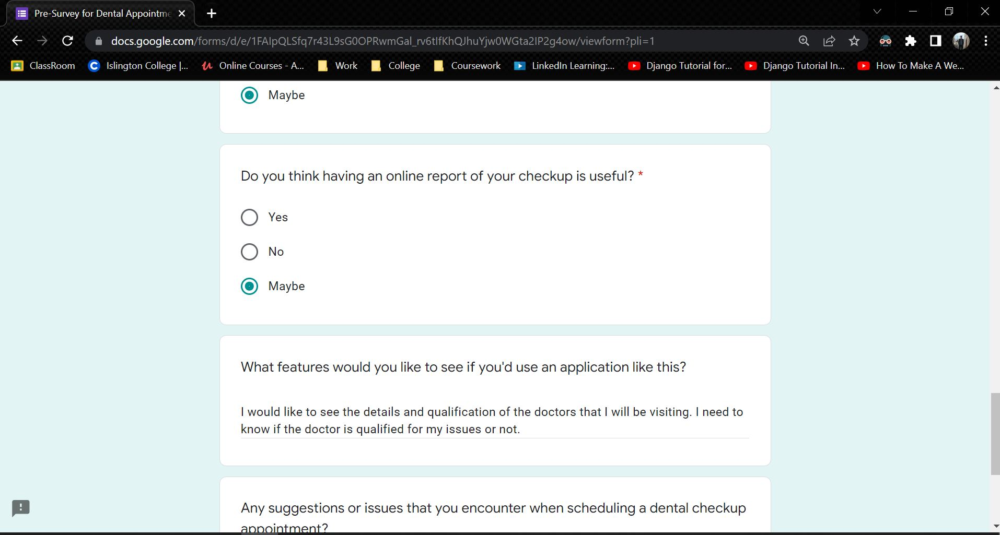 Pre-Survey for Dental Appointme
docs.google.com/forms/d/e/1FAIpQLSfq7r43L9sG0OPRwmGal_rv6tIfKhQJhuYjw0WGta2IP2g4ow/viewform?pli=1
ClassRoom Islington College |... Online Courses - A... Work College Coursework LinkedIn Learning:... Django Tutorial for... Django Tutorial In... How To Make A We...
Maybe
Do you think having an online report of your checkup is useful? *
Yes
No
Maybe
What features would you like to see if you'd use an application like this?
I would like to see the details and qualification of the doctors that I will be visiting. I need to
know if the doctor is qualified for my issues or not.
Any suggestions or issues that you encounter when scheduling a dental checkup
appointment?